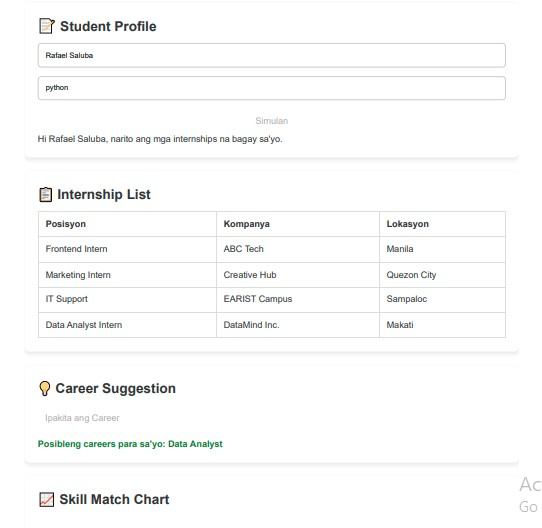 Student Profile
Rafael Saluba
python
Simulan
Hi Rafael Saluba, narito ang mga internships na bagay sa'yo.
Internship List
Posisyon Kompanya Lokasyon
Frontend Intern ABC Tech Manila
Marketing Intern Creative Hub Quezon City
IT Support EARIST Campus Sampaloc
Data Analyst Intern DataMind Inc. Makati
Career Suggestion
Ipakita ang Career
Posibleng careers para sa'yo: Data Analyst
Skill Match Chart
Ac
Go